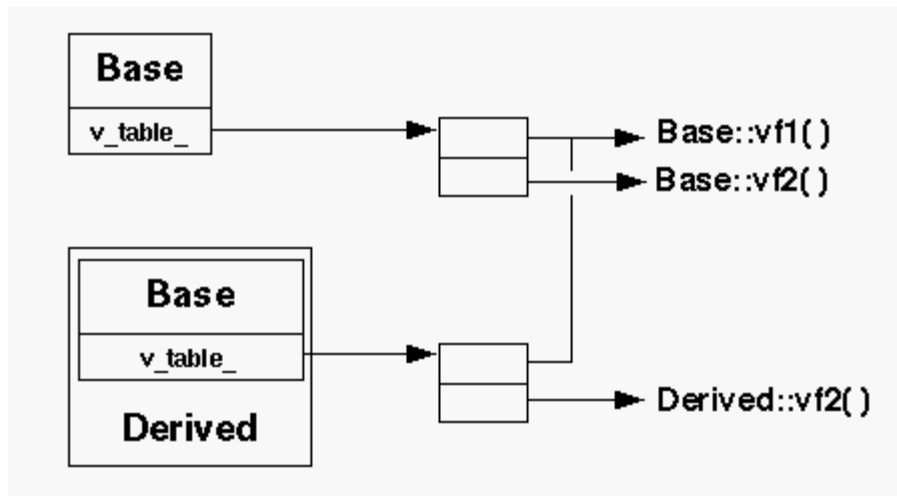 Base
v_table_
Base::vf1( )
Base::vf2( )
Base
v_table_
Derived::vf2( )
Derived